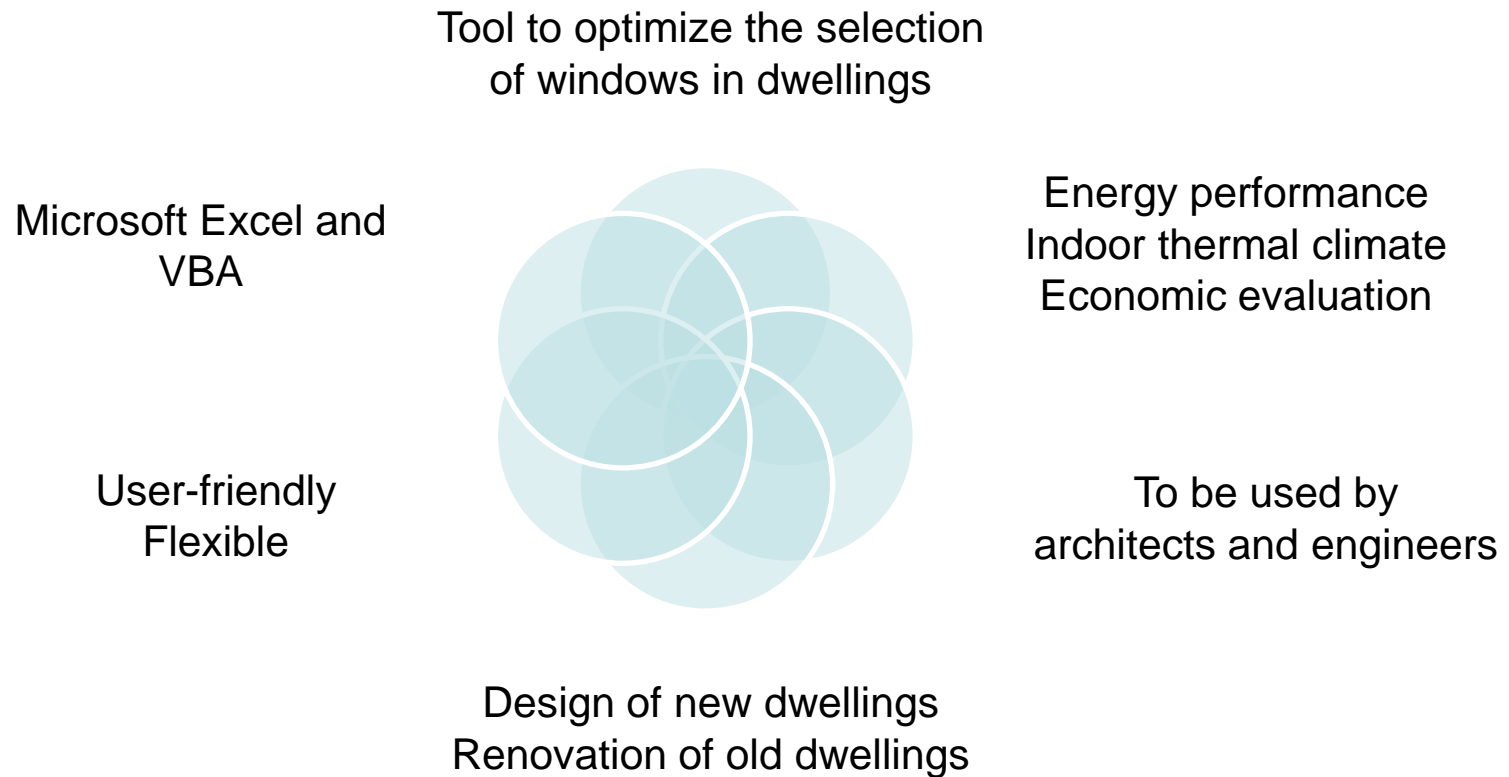 Tool to optimize the selection
of windows in dwellings
Energy performance
Indoor thermal climate
Economic evaluation
To be used by
architects and engineers
Design of new dwellings
Renovation of old dwellings
User-friendly
Flexible
Microsoft Excel and
VBA